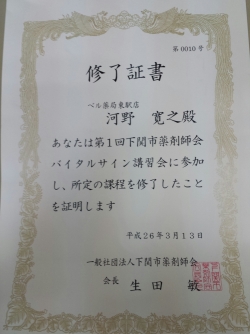 第0010号
修了証書
ベル薬局東駅店
河野 寛之殿
あなたは第1回下関市薬剤師会
バイタルサイン講習会に参加
し、所定の課程を修了したこと
を証明します
平成26年3月13日
一般社団法人下関市薬剤師会
会長 生田 敏